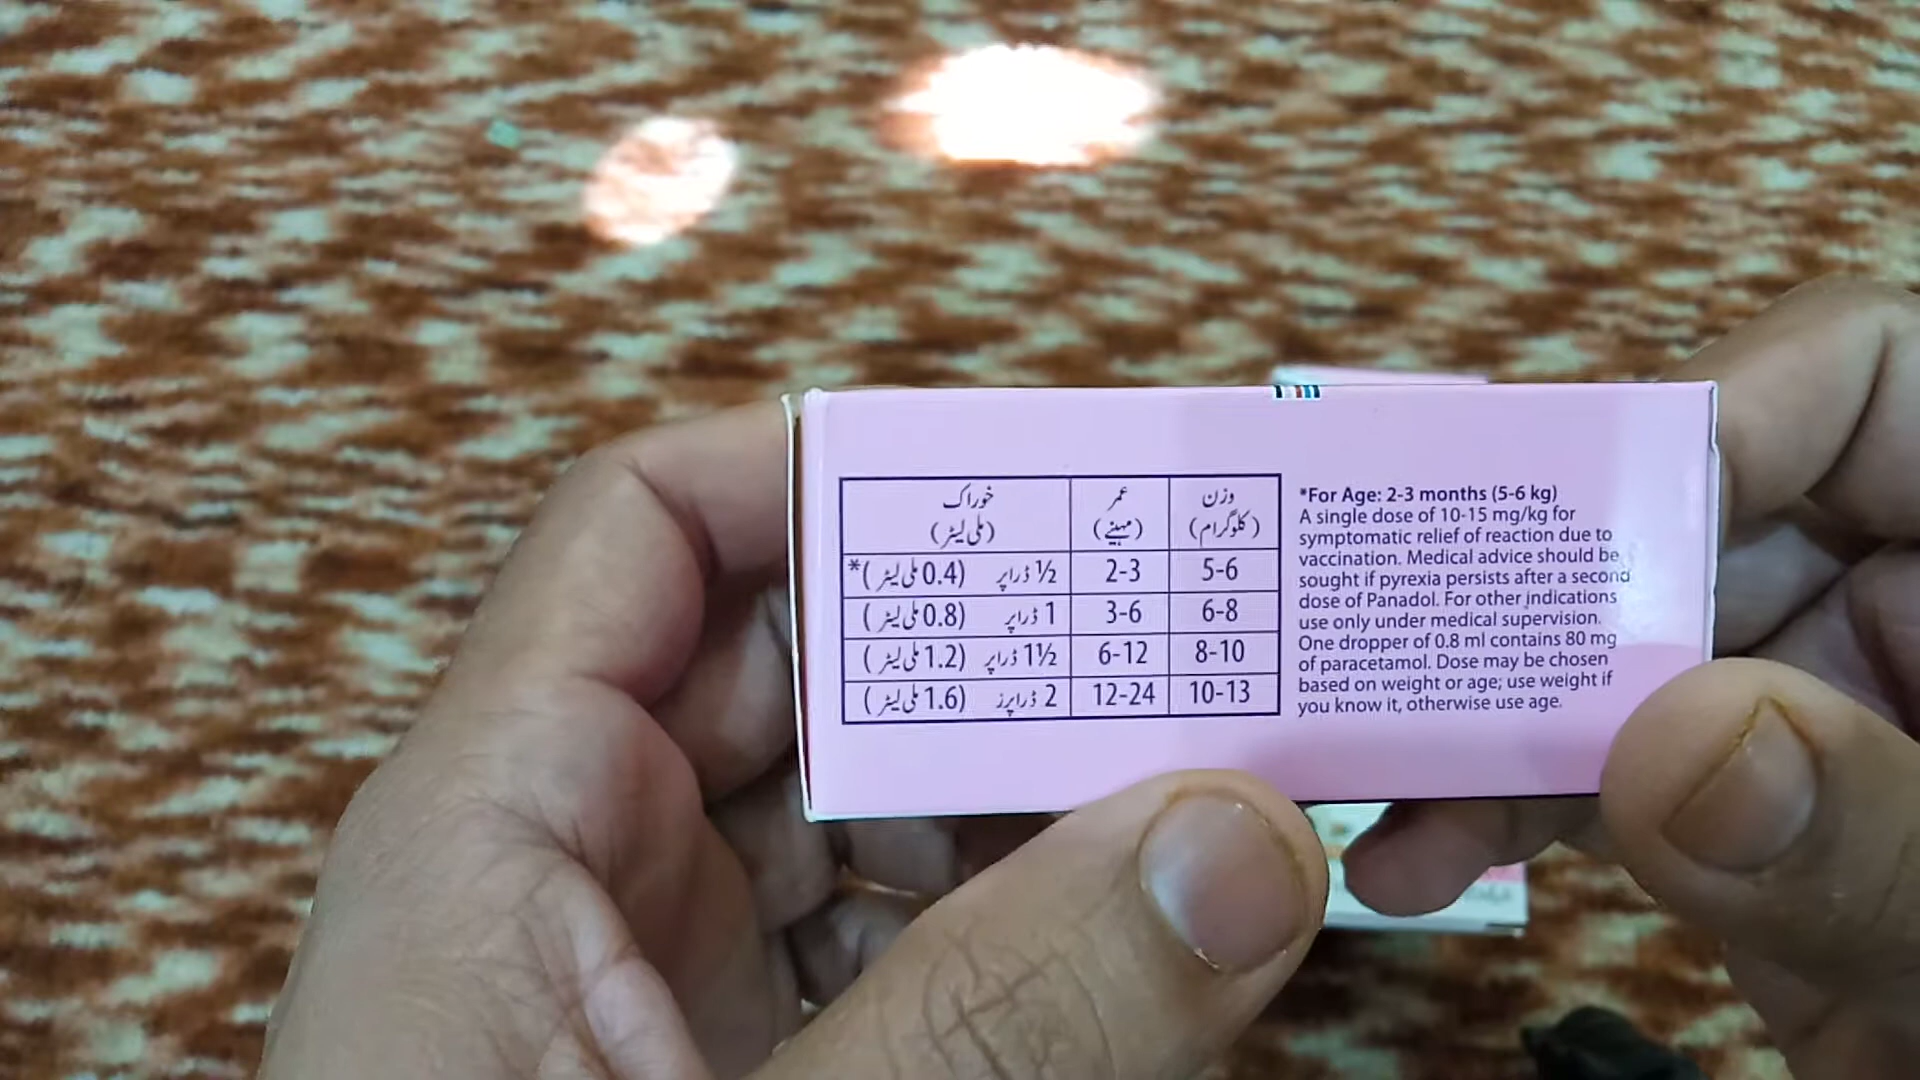 وزن عمر خوراک
(کلوگرام) (مہینے) (ملی لیٹر)
5-6 2-3 ½ ڈراپر (0.4 ملی لیٹر)*
6-8 3-6 1 ڈراپر (0.8 ملی لیٹر)
8-10 6-12 1½ ڈراپر (1.2 ملی لیٹر)
10-13 12-24 2 ڈراپرز (1.6 ملی لیٹر)
*For Age: 2-3 months (5-6 kg)
A single dose of 10-15 mg/kg for
symptomatic relief of reaction due to
vaccination. Medical advice should be
sought if pyrexia persists after a second
dose of Panadol. For other indications
use only under medical supervision.
One dropper of 0.8 ml contains 80 mg
of paracetamol. Dose may be chosen
based on weight or age; use weight if
you know it, otherwise use age.